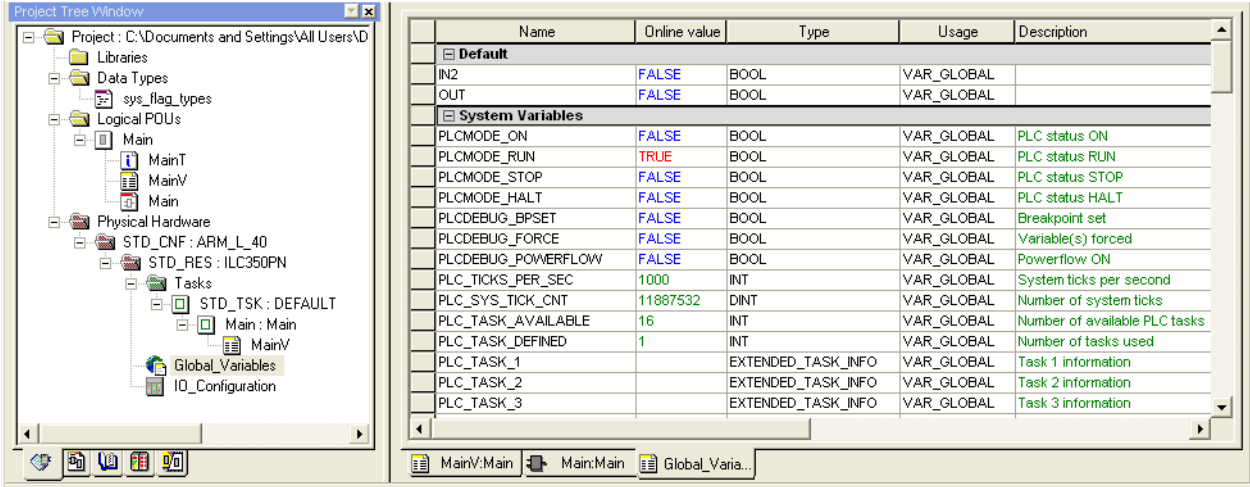 Project Tree Window
Project : C:\Documents and Settings\All Users\D
Libraries
Data Types
sys_flag_types
Logical POUs
Main
MainT
MainV
Main
Physical Hardware
STD_CNF : ARM_L_40
STD_RES : ILC350PN
Tasks
STD_TSK : DEFAULT
Main : Main
MainV
Global_Variables
IO_Configuration
Name Online value Type Usage Description
Default
IN2 FALSE BOOL VAR_GLOBAL
OUT FALSE BOOL VAR_GLOBAL
System Variables
PLCMODE_ON FALSE BOOL VAR_GLOBAL PLC status ON
PLCMODE_RUN TRUE BOOL VAR_GLOBAL PLC status RUN
PLCMODE_STOP FALSE BOOL VAR_GLOBAL PLC status STOP
PLCMODE_HALT FALSE BOOL VAR_GLOBAL PLC status HALT
PLCDEBUG_BPSET FALSE BOOL VAR_GLOBAL Breakpoint set
PLCDEBUG_FORCE FALSE BOOL VAR_GLOBAL Variable(s) forced
PLCDEBUG_POWERFLOW FALSE BOOL VAR_GLOBAL Powerflow ON
PLC_TICKS_PER_SEC 1000 INT VAR_GLOBAL System ticks per second
PLC_SYS_TICK_CNT 11887532 DINT VAR_GLOBAL Number of system ticks
PLC_TASK_AVAILABLE 16 INT VAR_GLOBAL Number of available PLC tasks
PLC_TASK_DEFINED 1 INT VAR_GLOBAL Number of tasks used
PLC_TASK_1 EXTENDED_TASK_INFO VAR_GLOBAL Task 1 information
PLC_TASK_2 EXTENDED_TASK_INFO VAR_GLOBAL Task 2 information
PLC_TASK_3 EXTENDED_TASK_INFO VAR_GLOBAL Task 3 information
MainV:Main Main:Main Global_Varia...